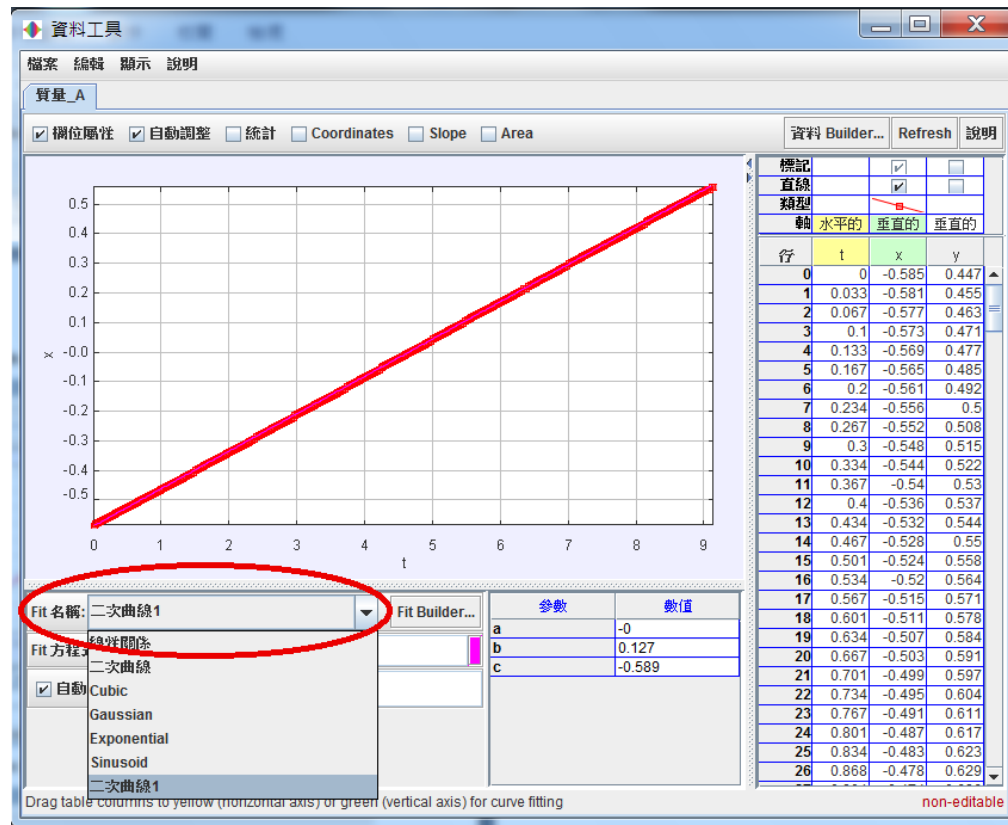 資料工具
檔案 編輯 顯示 說明
質量_A
欄位屬性 自動調整 統計 Coordinates Slope Area 資料 Builder... Refresh 說明
標記
直線
類型
軸 水平的 垂直的 垂直的
行 t x y
0 0 -0.585 0.447
1 0.033 -0.581 0.455
2 0.067 -0.577 0.463
3 0.1 -0.573 0.471
4 0.133 -0.569 0.477
5 0.167 -0.565 0.485
6 0.2 -0.561 0.492
7 0.234 -0.556 0.5
8 0.267 -0.552 0.508
9 0.3 -0.548 0.515
10 0.334 -0.544 0.522
11 0.367 -0.54 0.53
12 0.4 -0.536 0.537
13 0.434 -0.532 0.544
14 0.467 -0.528 0.55
15 0.501 -0.524 0.558
16 0.534 -0.52 0.564
17 0.567 -0.515 0.571
18 0.601 -0.511 0.578
19 0.634 -0.507 0.584
20 0.667 -0.503 0.591
21 0.701 -0.499 0.597
22 0.734 -0.495 0.604
23 0.767 -0.491 0.611
24 0.801 -0.487 0.617
25 0.834 -0.483 0.623
26 0.868 -0.478 0.629
0.5
0.4
0.3
0.2
0.1
x -0.0
-0.1
-0.2
-0.3
-0.4
-0.5
0 1 2 3 4 5 6 7 8 9
t
Fit 名稱: 二次曲線1 Fit Builder...
Fit 方程
自動
線性關係
二次曲線
Cubic
Gaussian
Exponential
Sinusoid
二次曲線1
參數 數值
a -0
b 0.127
c -0.589
Drag table columns to yellow (horizontal axis) or green (vertical axis) for curve fitting non-editable